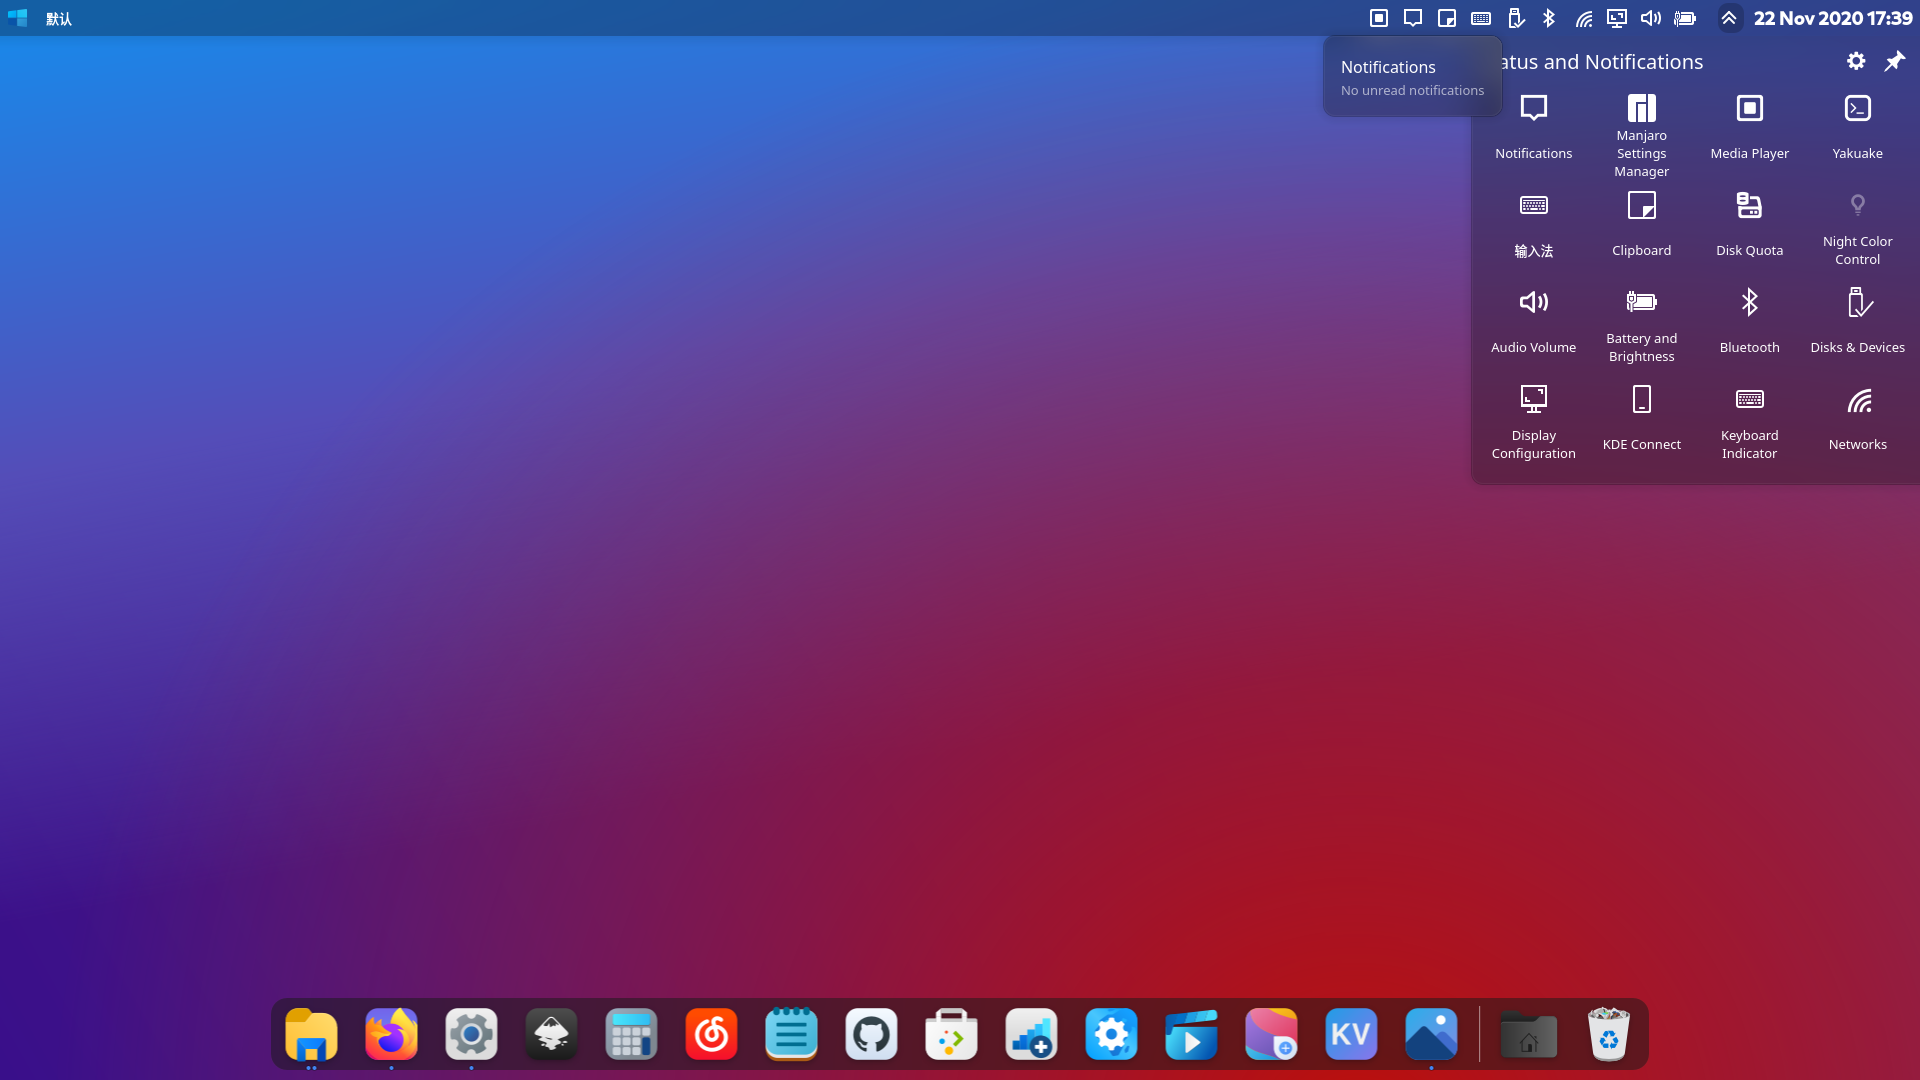 默认
22 Nov 2020 17:39
Notifications
No unread notifications
atus and Notifications
Notifications
Manjaro
Settings
Manager
Media Player
Yakuake
输入法
Clipboard
Disk Quota
Night Color
Control
Audio Volume
Battery and
Brightness
Bluetooth
Disks & Devices
Display
Configuration
KDE Connect
Keyboard
Indicator
Networks
KV